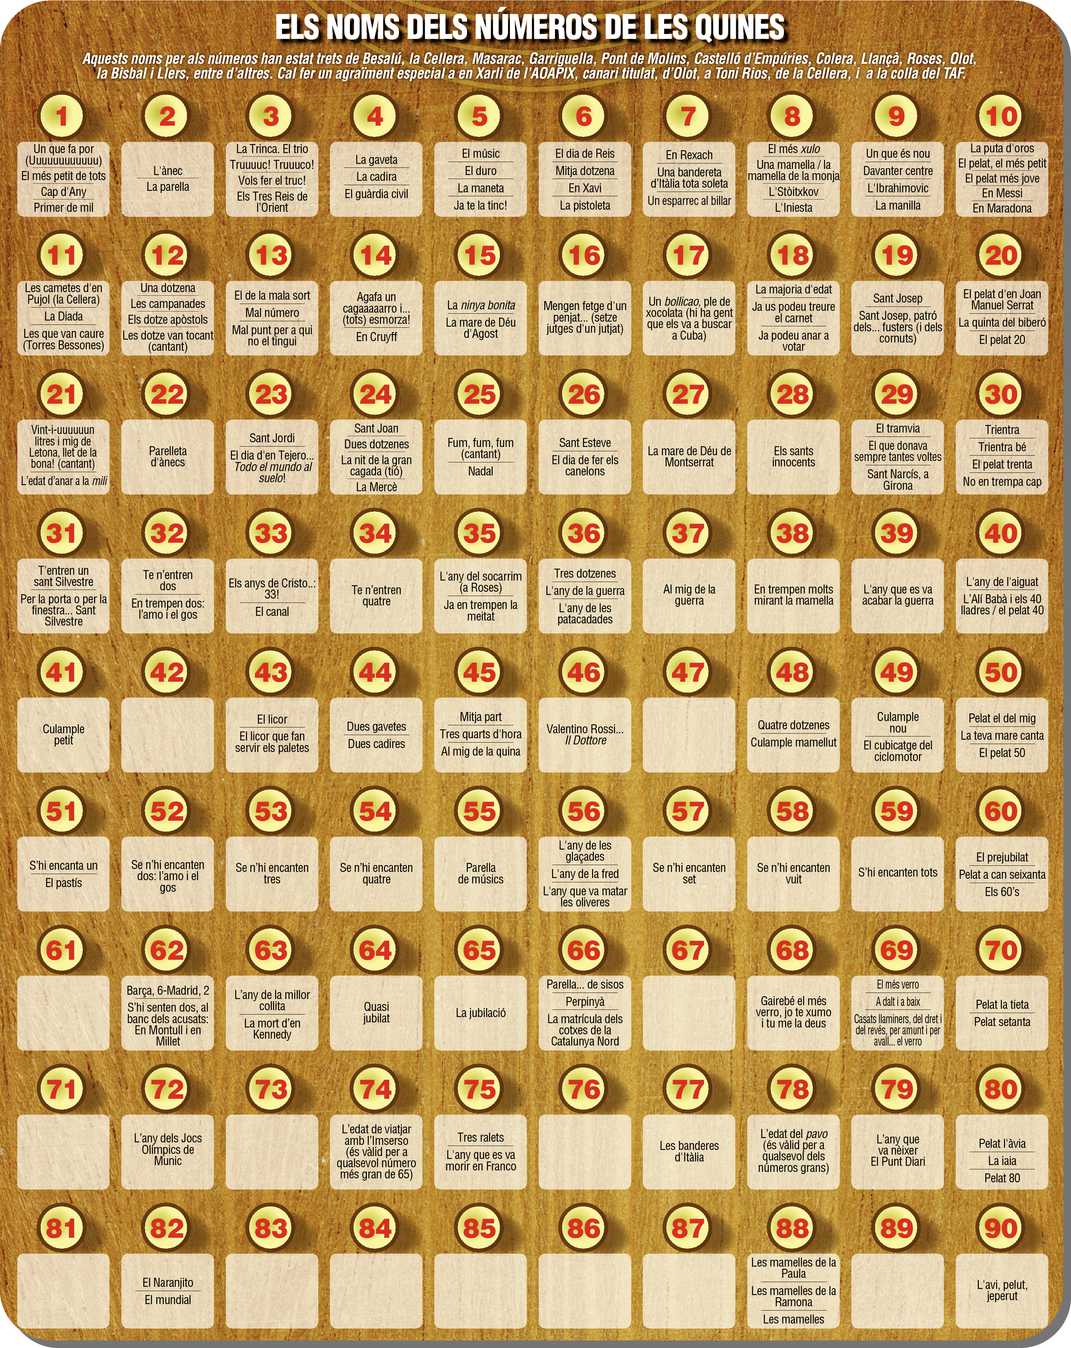 ELS NOMS DELS NÚMEROS DE LES QUINES
Aquests noms per als números han estat trets de Besalú, la Cellera, Masarac, Garriguella, Pont de Molins, Castelló d'Empúries, Colera, Llançà, Roses, Olot,
la Bisbal i Llers, entre d'altres. Cal fer un agraïment especial a en Xarli de l'AOAPIX, canari titulat, d'Olot, a Toni Ríos, de la Cellera, i a la colla del TAF.
1
Un que fa por
(Uuuuuuuuuuuu)
El més petit de tots
Cap d'Any
Primer de mil
2
L'ànec
La parella
3
La Trinca. El trio
Truuuuc! Truuuco!
Vols fer el truc!
Els Tres Reis de
l'Orient
4
La gaveta
La cadira
El guàrdia civil
5
El músic
El duro
La maneta
Ja te la tinc!
6
El dia de Reis
Mitja dotzena
En Xavi
La pistoleta
7
En Rexach
Una bandereta
d'Itàlia tota soleta
Un esparrec al billar
8
El més xulo
Una mamella / la
mamella de la monja
L'Stòitxkov
L'Iniesta
9
Un que és nou
Davanter centre
L'Ibrahimovic
La manilla
10
La puta d'oros
El pelat, el més petit
El pelat més jove
En Messi
En Maradona
11
Les cametes d'en
Pujol (la Cellera)
La Diada
Les que van caure
(Torres Bessones)
12
Una dotzena
Les campanades
Els dotze apòstols
Les dotze van tocant
(cantant)
13
El de la mala sort
Mal número
Mal punt per a qui
no el tingui
14
Agafa un
cagaaaaarro i...
(tots) esmorza!
En Cruyff
15
La ninya bonita
La mare de Déu
d'Agost
16
Mengen fetge d'un
penjat... (setze
jutges d'un jutjat)
17
Un bollicao, ple de
xocolata (hi ha gent
que els va a buscar
a Cuba)
18
La majoria d'edat
Ja us podeu treure
el carnet
Ja podeu anar a
votar
19
Sant Josep
Sant Josep, patró
dels... fusters (i dels
cornuts)
20
El pelat d'en Joan
Manuel Serrat
La quinta del biberó
El pelat 20
21
Vint-i-uuuuuun
litres i mig de
Letona, llet de la
bona! (cantant)
L'edat d'anar a la mili
22
Parelleta
d'ànecs
23
Sant Jordi
El dia d'en Tejero...
Todo el mundo al
suelo!
24
Sant Joan
Dues dotzenes
La nit de la gran
cagada (tió)
La Mercè
25
Fum, fum, fum
(cantant)
Nadal
26
Sant Esteve
El dia de fer els
canelons
27
La mare de Déu de
Montserrat
28
Els sants
innocents
29
El tramvia
El que donava
sempre tantes voltes
Sant Narcís, a
Girona
30
Trientra
Trientra bé
El pelat trenta
No en trempa cap
31
T'entren un
sant Silvestre
Per la porta o per la
finestra... Sant
Silvestre
32
Te n'entren
dos
En trempen dos:
l'amo i el gos
33
Els anys de Cristo..:
33!
El canal
34
Te n'entren
quatre
35
L'any del socarrim
(a Roses)
Ja en trempen la
meitat
36
Tres dotzenes
L'any de la guerra
L'any de les
patacadades
37
Al mig de la
guerra
38
En trempen molts
mirant la mamella
39
L'any que es va
acabar la guerra
40
L'any de l'aiguat
L'Alí Babà i els 40
lladres / el pelat 40
41
Culample
petit
42
43
El licor
El licor que fan
servir els paletes
44
Dues gavetes
Dues cadires
45
Mitja part
Tres quarts d'hora
Al mig de la quina
46
Valentino Rossi...
Il Dottore
47
48
Quatre dotzenes
Culample mamellut
49
Culample
nou
El cubicatge del
ciclomotor
50
Pelat el del mig
La teva mare canta
El pelat 50
51
S'hi encanta un
El pastís
52
Se n'hi encanten
dos: l'amo i el
gos
53
Se n'hi encanten
tres
54
Se n'hi encanten
quatre
55
Parella
de músics
56
L'any de les
glaçades
L'any de la fred
L'any que va matar
les oliveres
57
Se n'hi encanten
set
58
Se n'hi encanten
vuit
59
S'hi encanten tots
60
El prejubilat
Pelat a can seixanta
Els 60's
61
62
Barça, 6-Madrid, 2
S'hi senten dos, al
banc dels acusats:
En Montull i en
Millet
63
L'any de la millor
collita
La mort d'en
Kennedy
64
Quasi
jubilat
65
La jubilació
66
Parella... de sisos
Perpinyà
La matrícula dels
cotxes de la
Catalunya Nord
67
68
Gairebé el més
verro, jo te xumo
i tu me la deus
69
El més verro
A dalt i a baix
Casats llaminers, del dret i
del revés, per amunt i per
avall... el verro
70
Pelat la tieta
Pelat setanta
71
72
L'any dels Jocs
Olímpics de
Munic
73
74
L'edat de viatjar
amb l'Imserso
(és vàlid per a
qualsevol número
més gran de 65)
75
Tres ralets
L'any que es va
morir en Franco
76
77
Les banderes
d'Itàlia
78
L'edat del pavo
(és vàlid per a
qualsevol dels
números grans)
79
L'any que
va néixer
El Punt Diari
80
Pelat l'àvia
La iaia
Pelat 80
81
82
El Naranjito
El mundial
83
84
85
86
87
88
Les mamelles de la
Paula
Les mamelles de la
Ramona
Les mamelles
89
90
L'avi, pelut,
jeperut